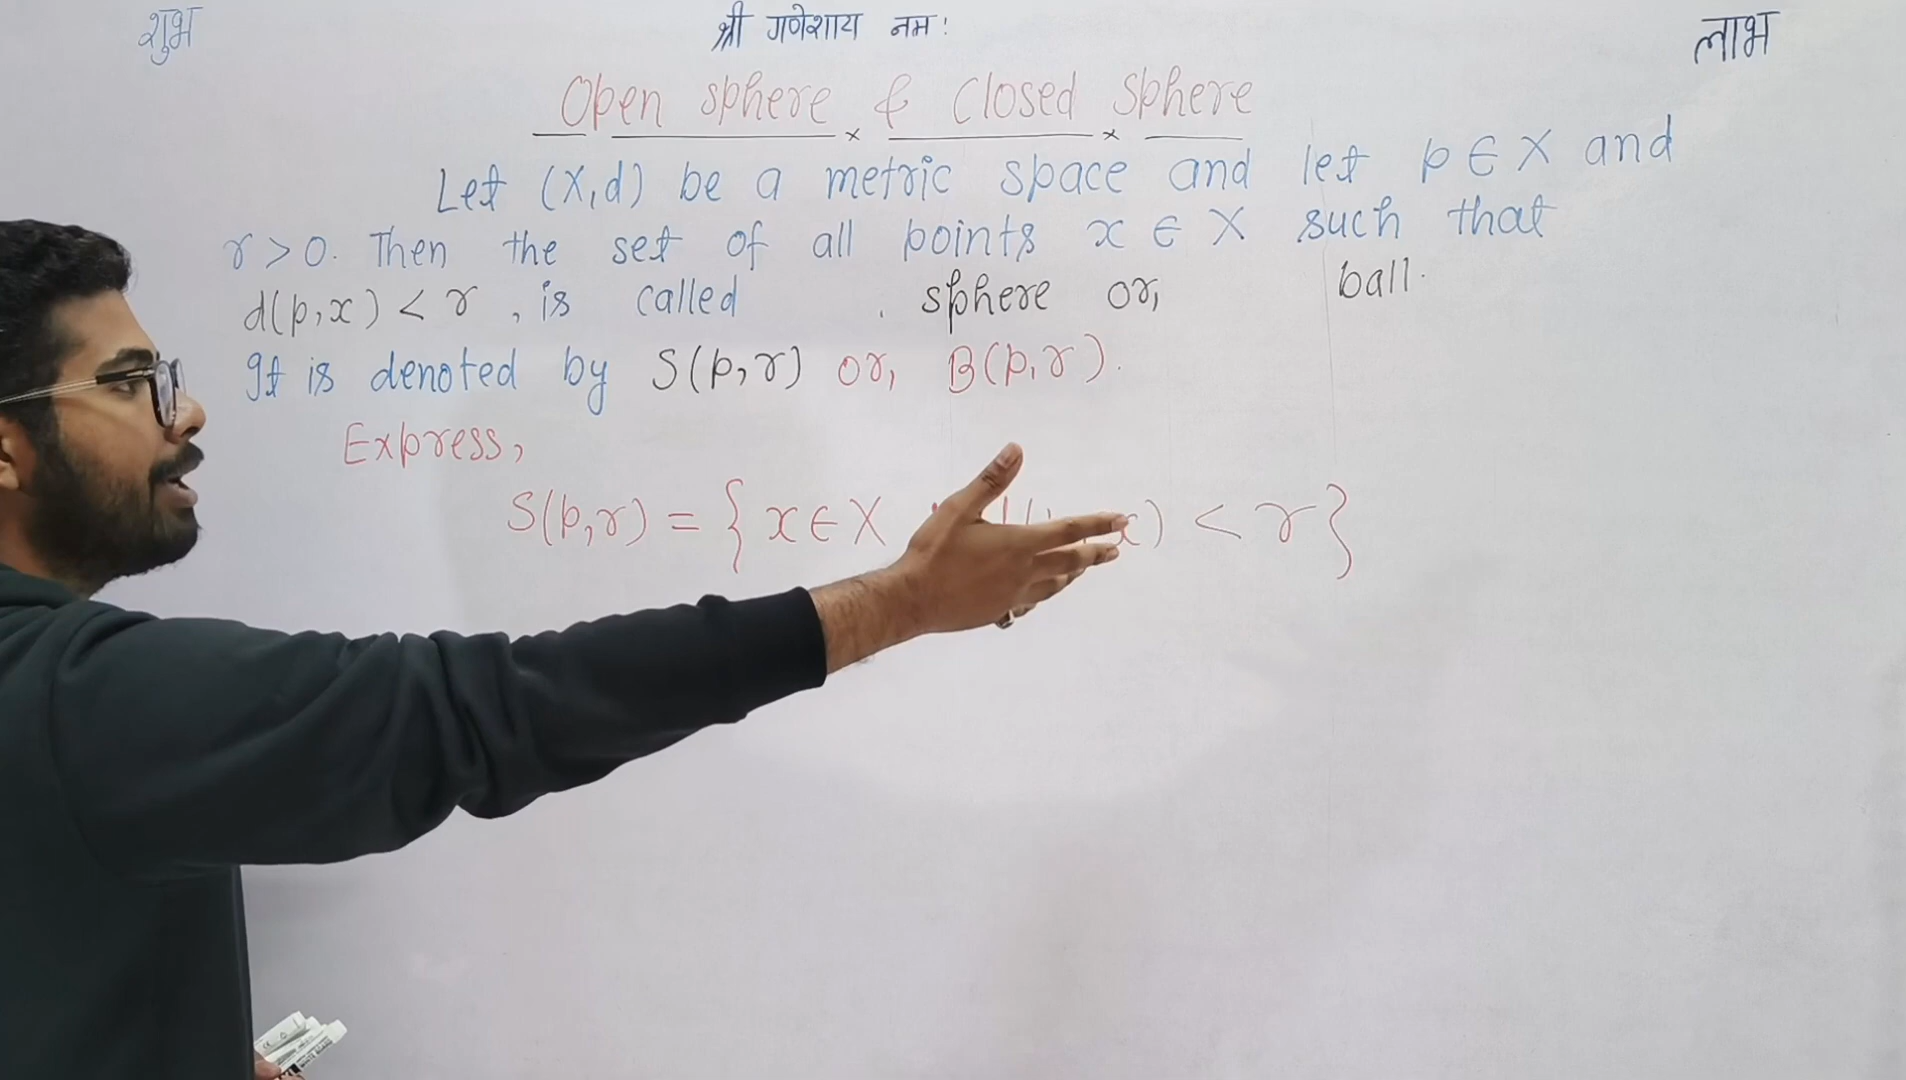 शुभ श्री गणेशाय नमः लाभ
Open sphere & Closed Sphere
Let (X,d) be a metric space and let p ∈ X and
r > 0. Then the set of all points x ∈ X such that
d(p,x) < r , is called . sphere or, ball.
It is denoted by S(p,r) or, B(p,r).
Express,
S(p,r) = { x∈X x) < r}